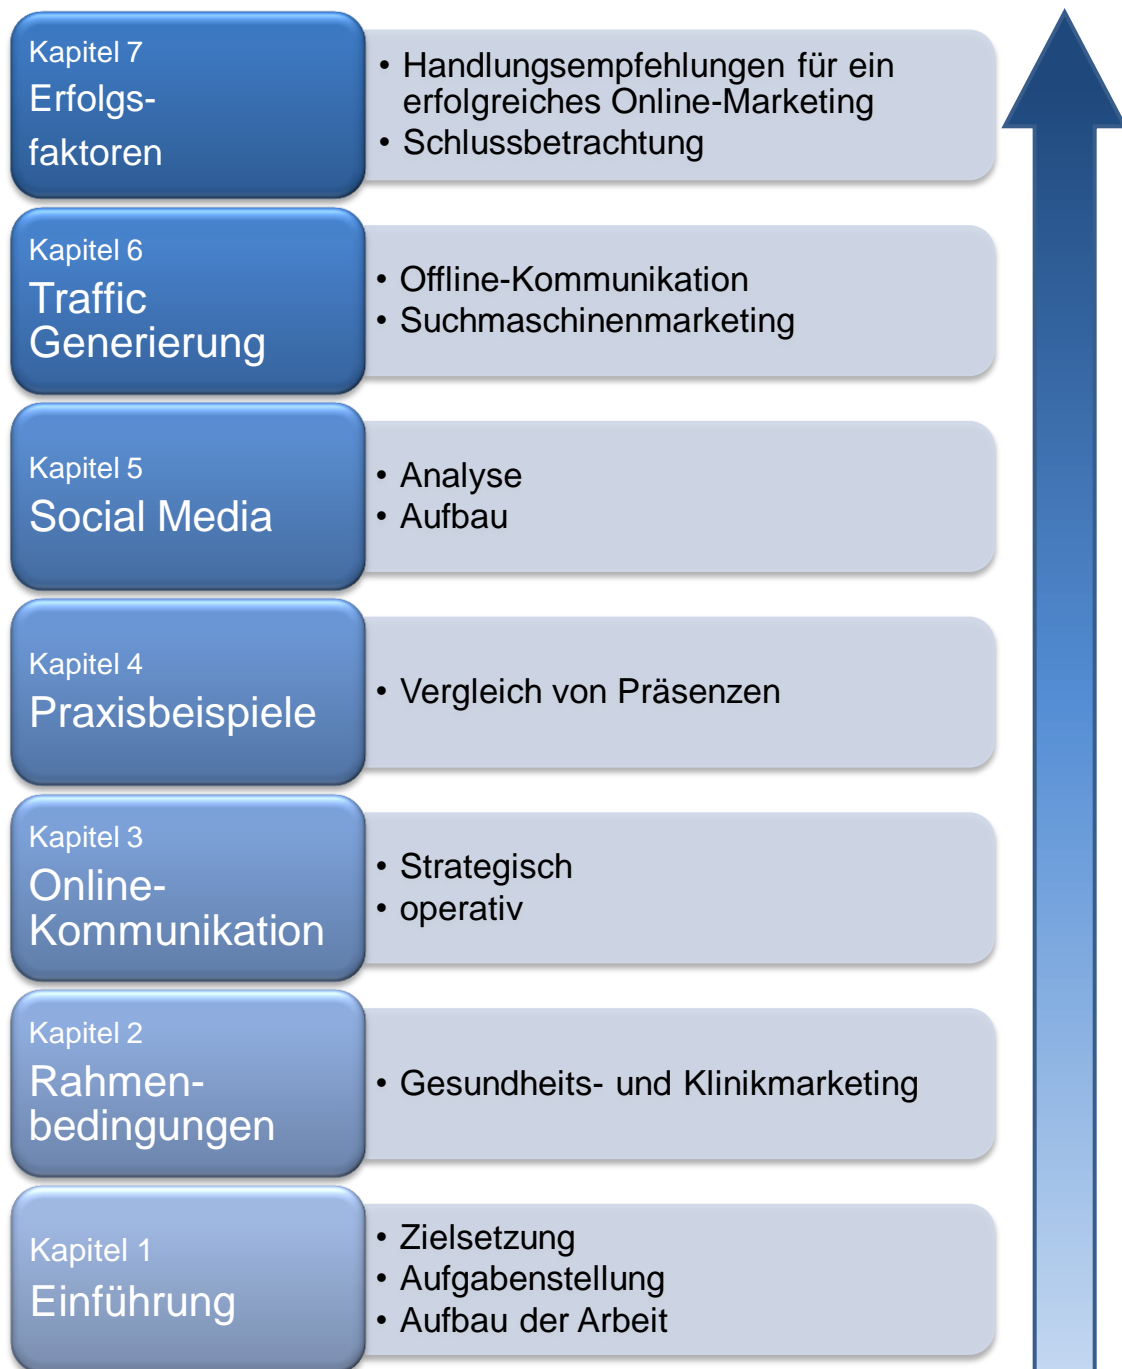 Kapitel 7
Erfolgs-
faktoren
• Handlungsempfehlungen für ein
erfolgreiches Online-Marketing
• Schlussbetrachtung
Kapitel 6
Traffic
Generierung
• Offline-Kommunikation
• Suchmaschinenmarketing
Kapitel 5
Social Media
• Analyse
• Aufbau
Kapitel 4
Praxisbeispiele
• Vergleich von Präsenzen
Kapitel 3
Online-
Kommunikation
• Strategisch
• operativ
Kapitel 2
Rahmen-
bedingungen
• Gesundheits- und Klinikmarketing
Kapitel 1
Einführung
• Zielsetzung
• Aufgabenstellung
• Aufbau der Arbeit